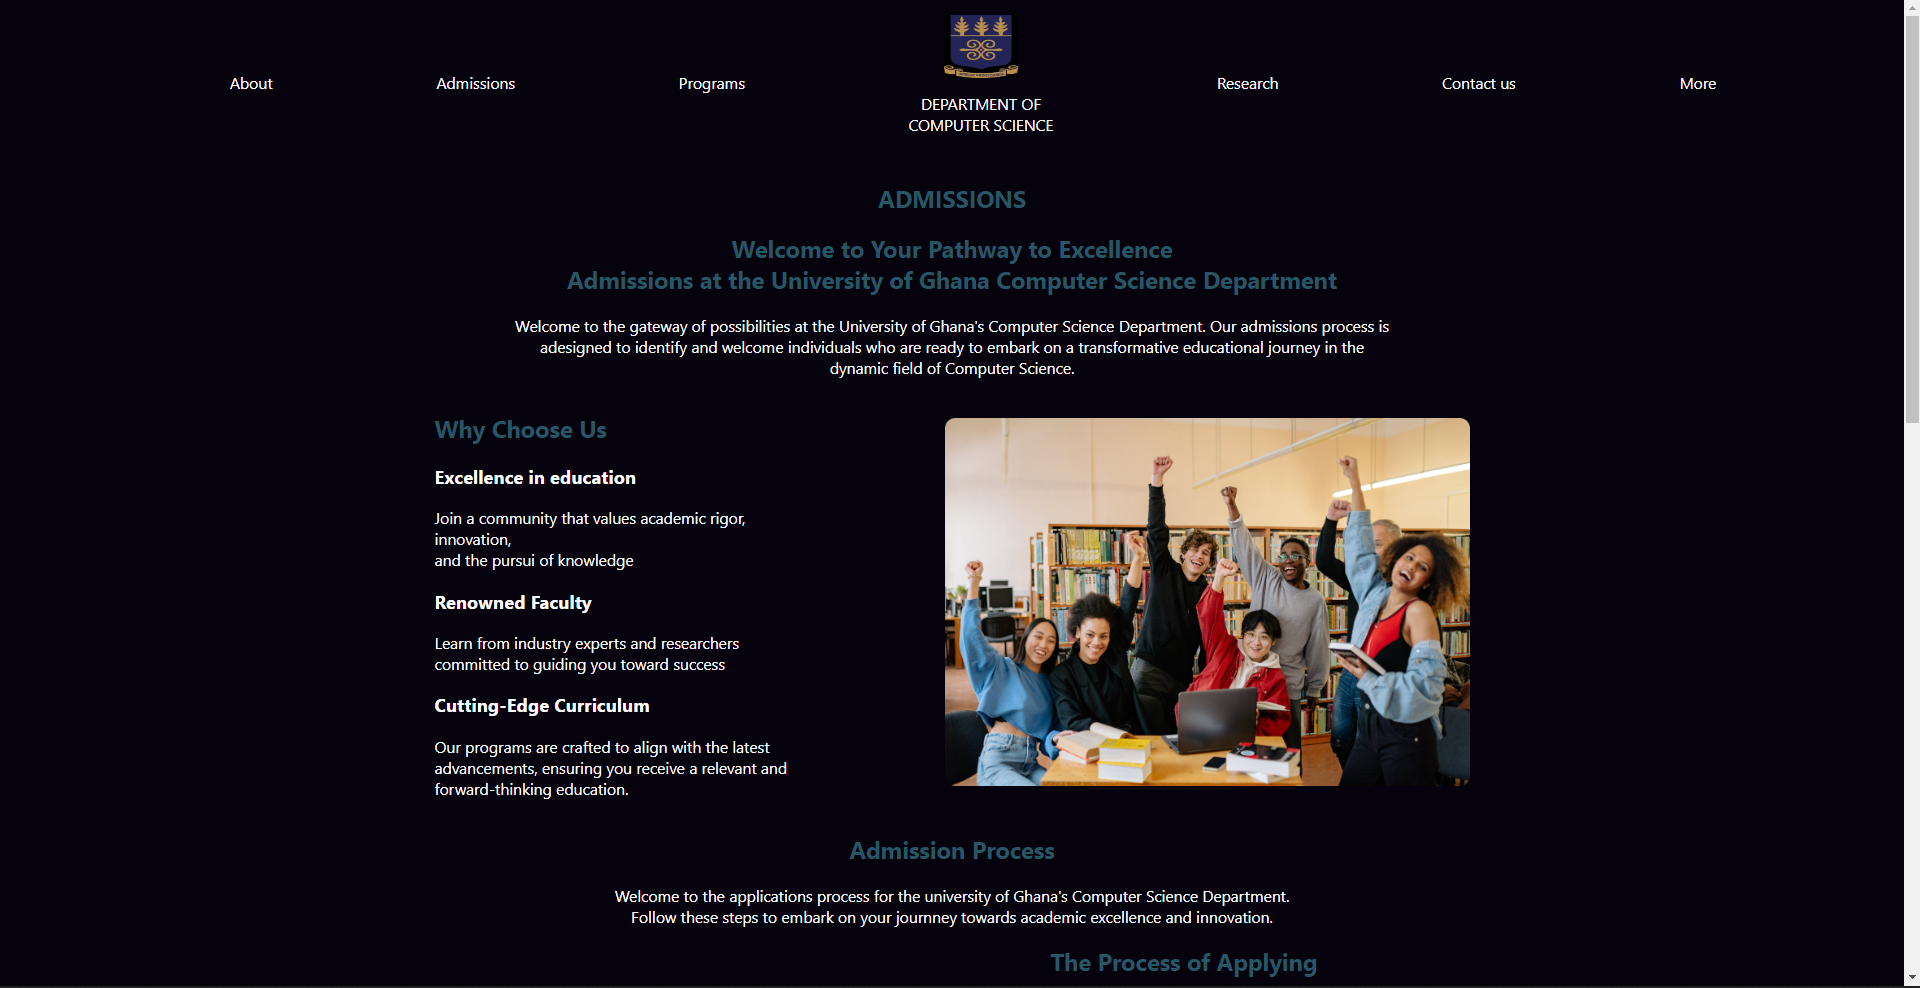 About
Admissions
Programs
DEPARTMENT OF
COMPUTER SCIENCE
Research
Contact us
More
ADMISSIONS
Welcome to Your Pathway to Excellence
Admissions at the University of Ghana Computer Science Department
Welcome to the gateway of possibilities at the University of Ghana's Computer Science Department. Our admissions process is
adesigned to identify and welcome individuals who are ready to embark on a transformative educational journey in the
dynamic field of Computer Science.
Why Choose Us
Excellence in education
Join a community that values academic rigor,
innovation,
and the pursui of knowledge
Renowned Faculty
Learn from industry experts and researchers
committed to guiding you toward success
Cutting-Edge Curriculum
Our programs are crafted to align with the latest
advancements, ensuring you receive a relevant and
forward-thinking education.
Admission Process
Welcome to the applications process for the university of Ghana's Computer Science Department.
Follow these steps to embark on your journney towards academic excellence and innovation.
The Process of Applying